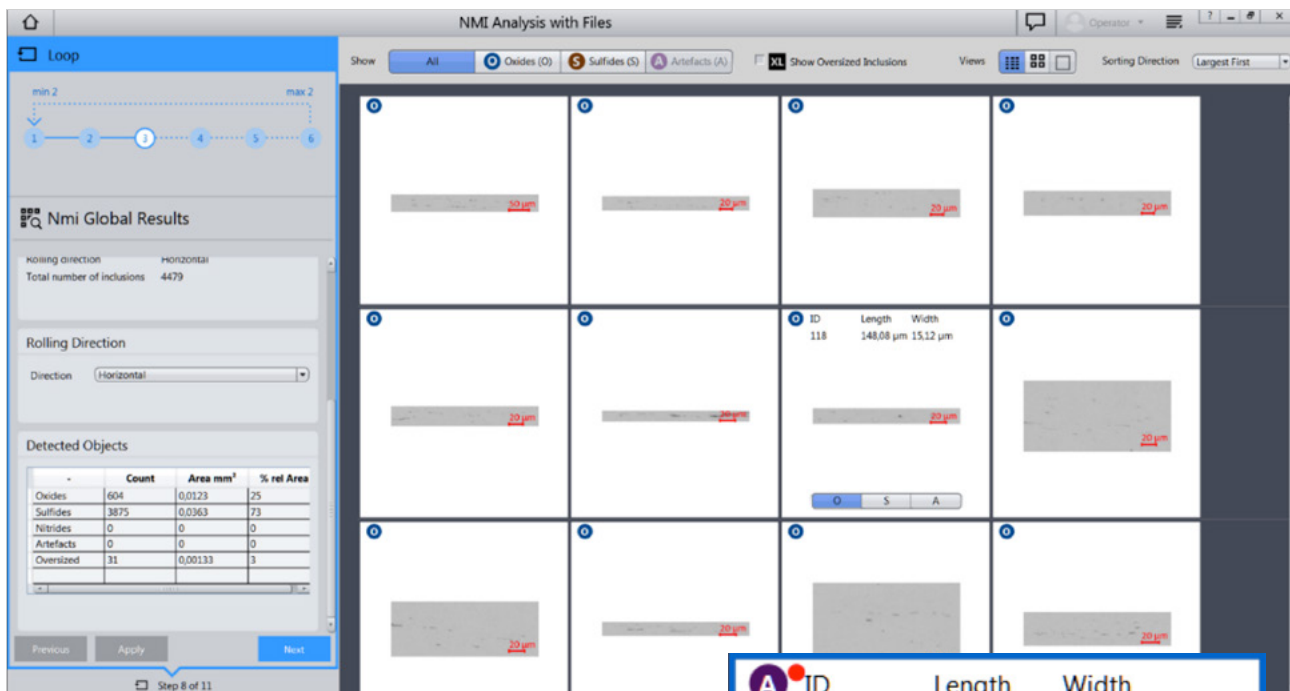 NMI Analysis with Files
Operator
? - x
Loop
min 2 max 2
1 2 3 4 5 6
Nmi Global Results
Rolling direction Horizontal
Total number of inclusions 4479
Rolling Direction
Direction Horizontal
Detected Objects
- Count Area mm² % rel Area
Oxides 604 0,0123 25
Sulfides 3875 0,0363 73
Nitrides 0 0 0
Artefacts 0 0 0
Oversized 31 0,00133 3
Previous Apply Next
Step 8 of 11
Show All O Oxides (O) S Sulfides (S) A Artefacts (A) XL Show Oversized Inclusions Views Sorting Direction Largest First
O O O O
50 µm 20 µm 20 µm 20 µm
O O O ID Length Width O
118 148,08 µm 15,12 µm
20 µm 20 µm 20 µm 20 µm
O S A
O O O O
20 µm 20 µm 20 µm
A ID Length Width